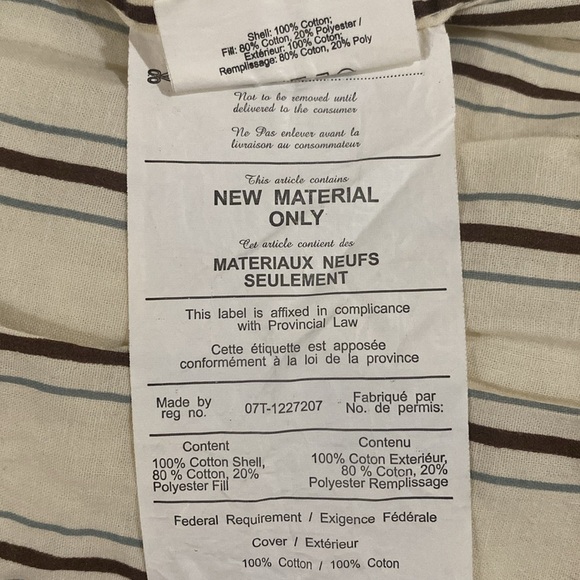 Shell: 100% Cotton;
Fill: 80% Cotton, 20% Polyester /
Extérieur: 100% Coton;
Remplissage: 80% Coton, 20% Poly
Not to be removed until
delivered to the consumer
Ne Pas enlever avant la
livraison au consommateur
This article contains
NEW MATERIAL
ONLY
Cet article contient des
MATERIAUX NEUFS
SEULEMENT
This label is affixed in complicance
with Provincial Law
Cette étiquette est apposée
conformément à la loi de la province
Made by
reg no.
07T-1227207
Fabriqué par
No. de permis:
Content
100% Cotton Shell,
80 % Cotton, 20%
Polyester Fill
Contenu
100% Coton Exteriéur,
80 % Coton, 20%
Polyester Remplissage
Federal Requirement / Exigence Fédérale
Cover / Extérieur
100% Cotton / 100% Coton